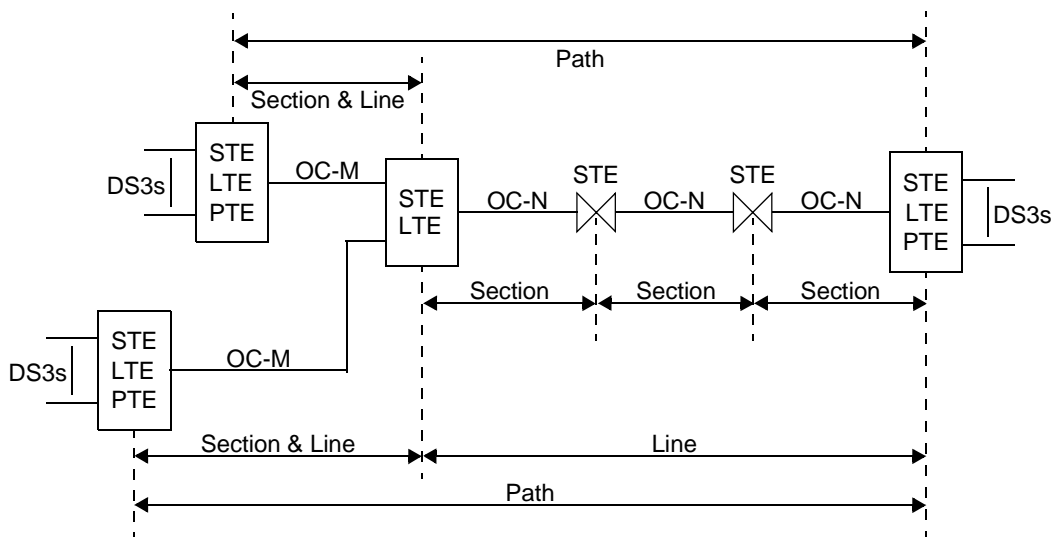 Path
Section & Line
STE
LTE
PTE
DS3s
OC-M
STE
LTE
OC-N
STE
OC-N
STE
OC-N
STE
LTE
PTE
DS3s
Section
Section
Section
STE
LTE
PTE
DS3s
OC-M
Section & Line
Line
Path